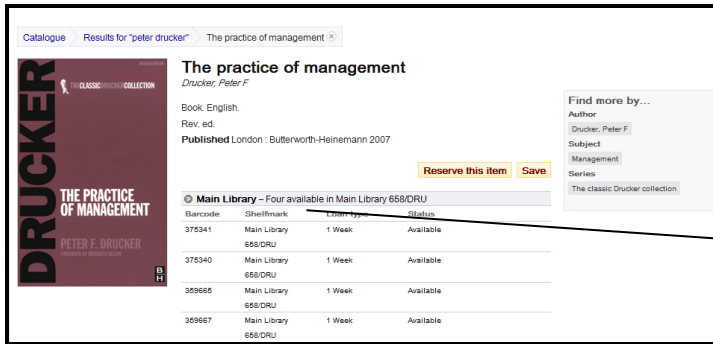 Catalogue Results for "peter drucker" The practice of management
THE CLASSIC DRUCKER COLLECTION
DRUCKER
THE PRACTICE
OF MANAGEMENT
PETER F. DRUCKER
B
H
The practice of management
Drucker, Peter F
Book. English.
Rev. ed.
Published London : Butterworth-Heinemann 2007
Reserve this item Save
Main Library – Four available in Main Library 658/DRU
Barcode Shelfmark Loan type Status
375341 Main Library 1 Week Available
658/DRU
375340 Main Library 1 Week Available
658/DRU
359665 Main Library 1 Week Available
658/DRU
359667 Main Library 1 Week Available
658/DRU
Find more by...
Author
Drucker, Peter F
Subject
Management
Series
The classic Drucker collection